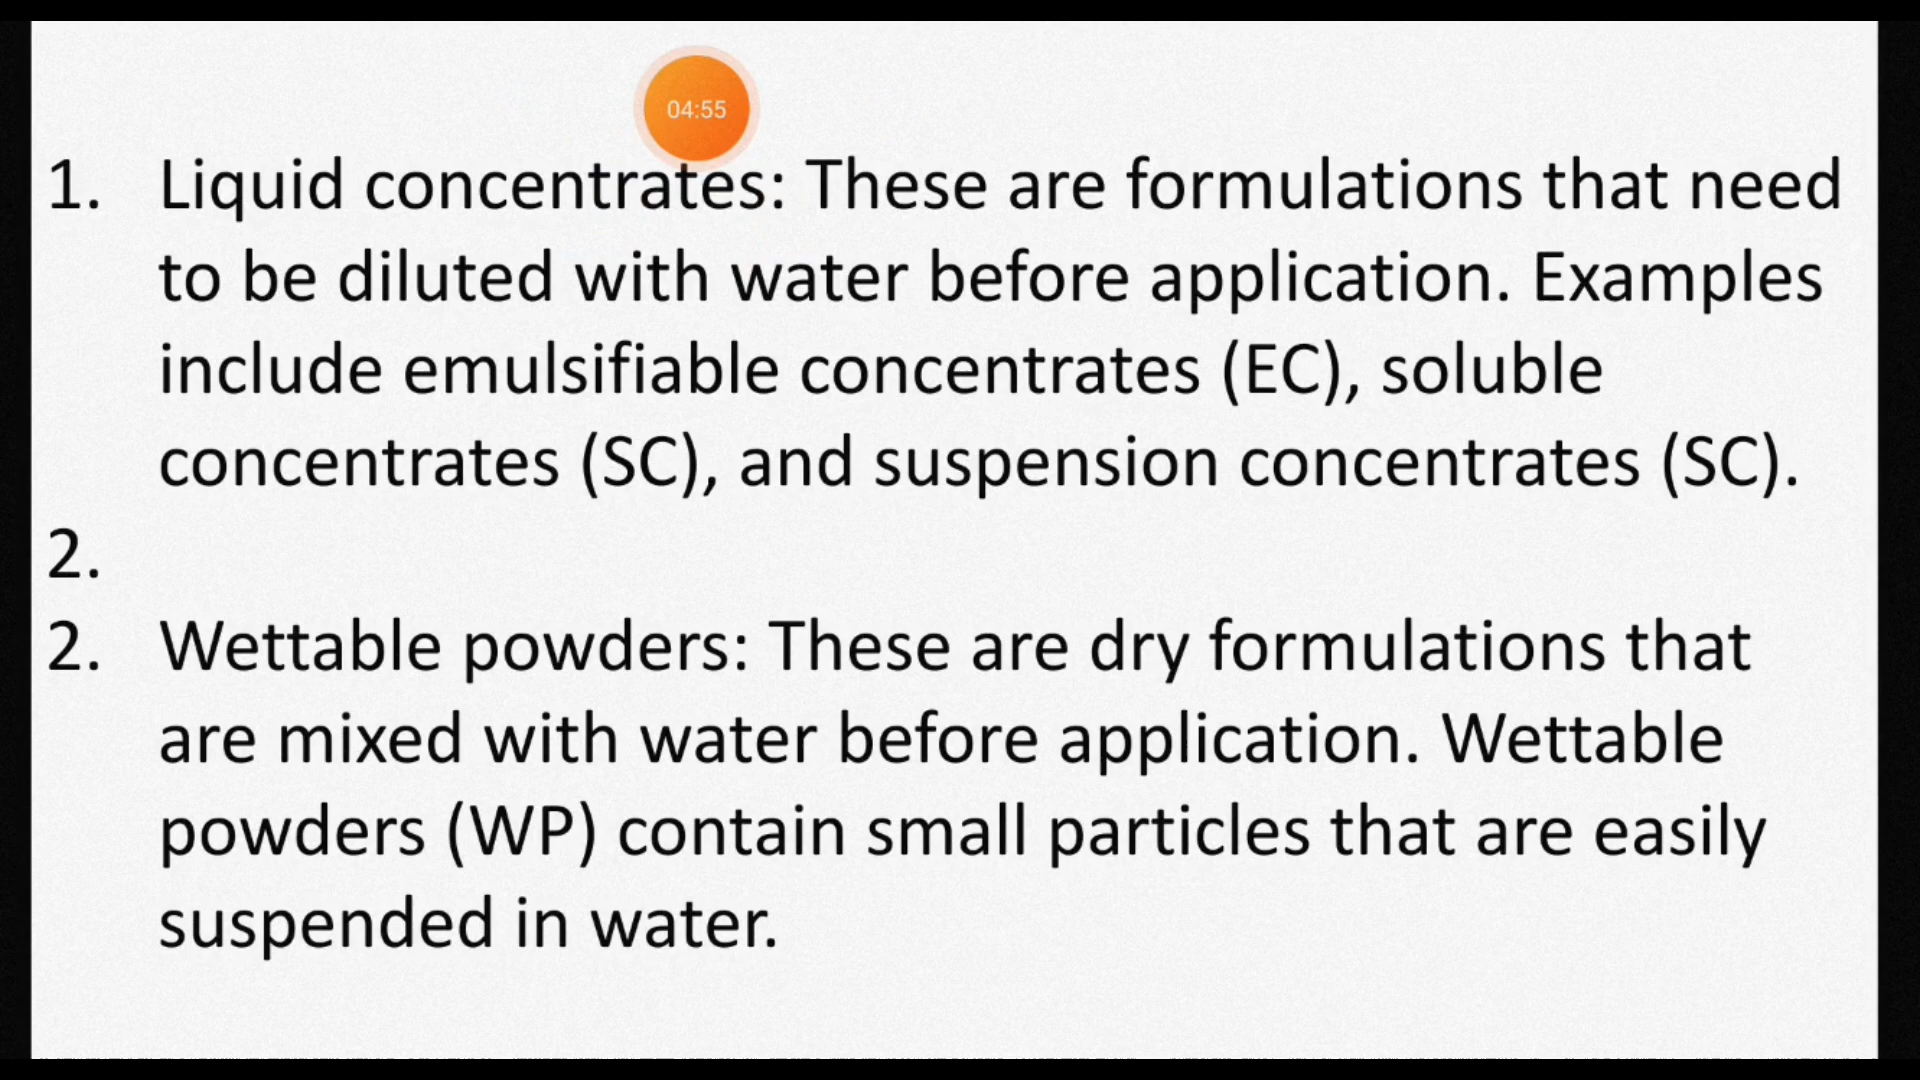 04:55
1. Liquid concentrates: These are formulations that need
to be diluted with water before application. Examples
include emulsifiable concentrates (EC), soluble
concentrates (SC), and suspension concentrates (SC).
2.
2. Wettable powders: These are dry formulations that
are mixed with water before application. Wettable
powders (WP) contain small particles that are easily
suspended in water.